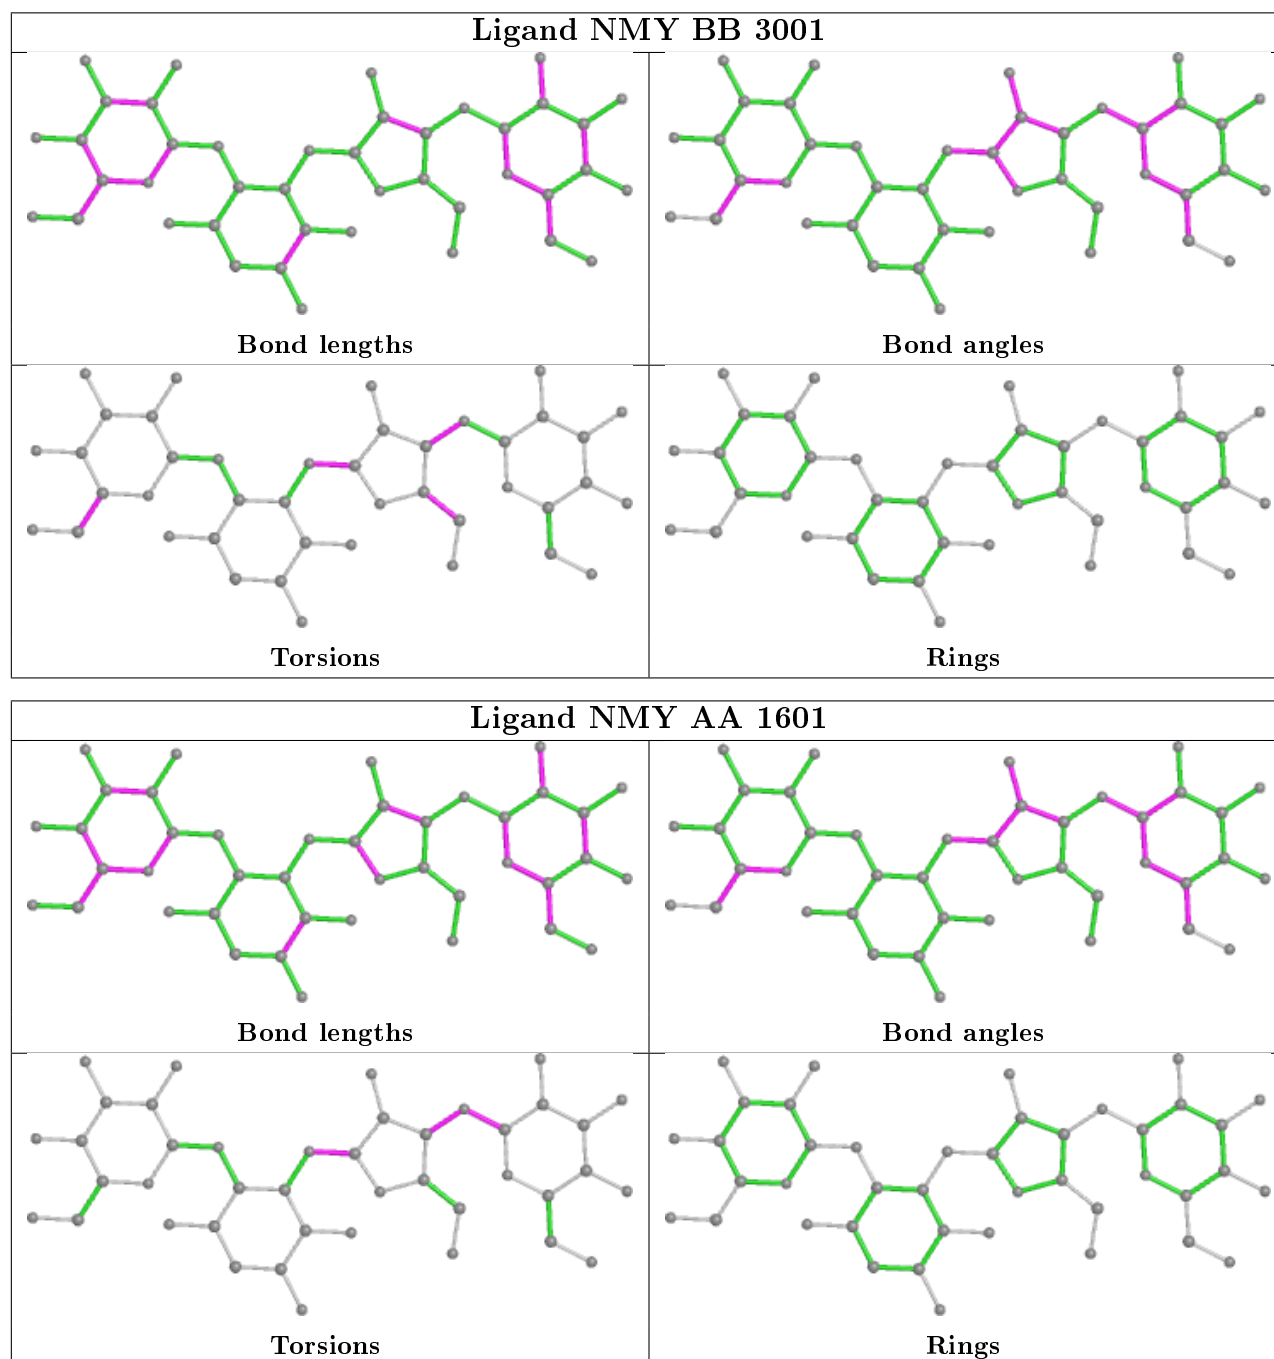 Ligand NMY BB 3001
Bond lengths
Bond angles
Torsions
Rings
Ligand NMY AA 1601
Bond lengths
Bond angles
Torsions
Rings